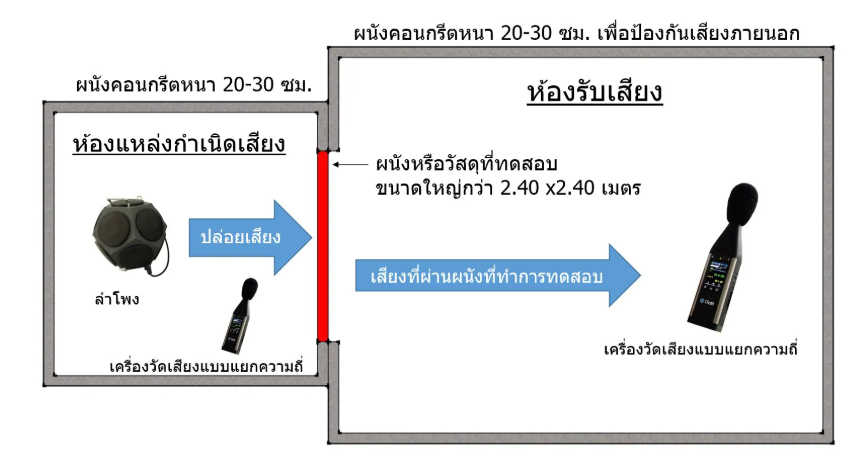 ผนังคอนกรีตหนา 20-30 ซม. เพื่อป้องกันเสียงภายนอก
ผนังคอนกรีตหนา 20-30 ซม.
ห้องรับเสียง
ห้องแหล่งกำเนิดเสียง
ผนังหรือวัสดุที่ทดสอบ
ขนาดใหญ่กว่า 2.40 x2.40 เมตร
ปล่อยเสียง
เสียงที่ผ่านผนังที่ทำการทดสอบ
ลำโพง
เครื่องวัดเสียงแบบแยกความถี่
เครื่องวัดเสียงแบบแยกความถี่